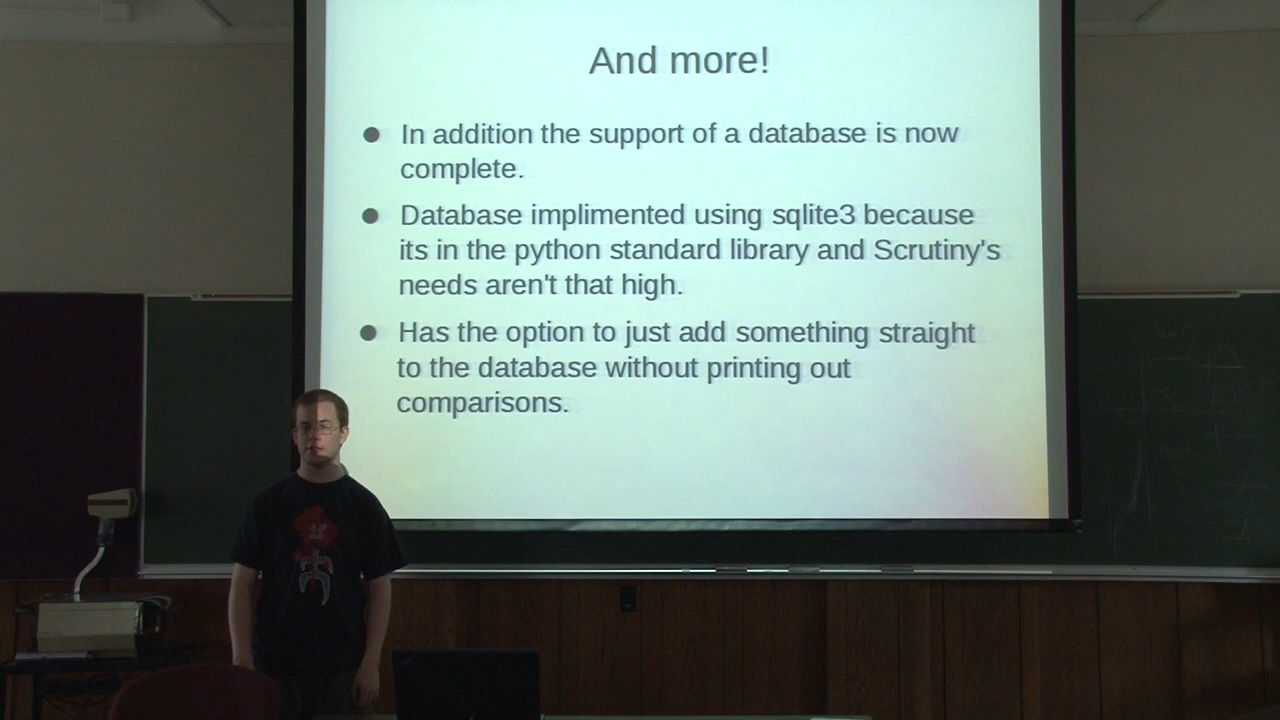 And more!
In addition the support of a database is now
complete.
Database implimented using sqlite3 because
its in the python standard library and Scrutiny's
needs aren't that high.
Has the option to just add something straight
to the database without printing out
comparisons.